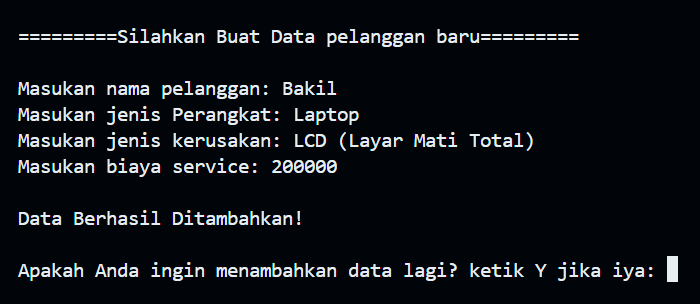 =========Silahkan Buat Data pelanggan baru=========
Masukan nama pelanggan: Bakil
Masukan jenis Perangkat: Laptop
Masukan jenis kerusakan: LCD (Layar Mati Total)
Masukan biaya service: 200000
Data Berhasil Ditambahkan!
Apakah Anda ingin menambahkan data lagi? ketik Y jika iya: